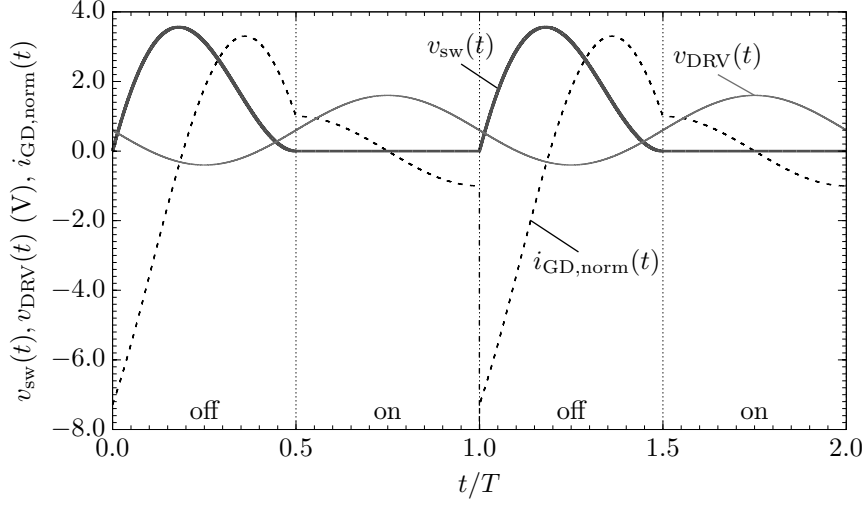 v_sw(t), v_DRV(t) (V), i_GD,norm(t)
4.0
2.0
0.0
−2.0
−4.0
−6.0
−8.0
v_sw(t)
v_DRV(t)
i_GD,norm(t)
off
on
off
on
0.0
0.5
1.0
1.5
2.0
t/T